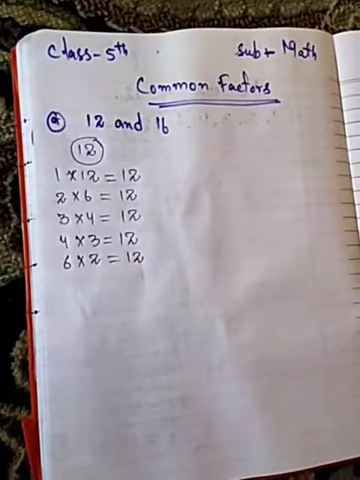 Class-5th Sub- Math
Common Factors
12 and 16
12
1 × 12 = 12
2 × 6 = 12
3 × 4 = 12
4 × 3 = 12
6 × 2 = 12